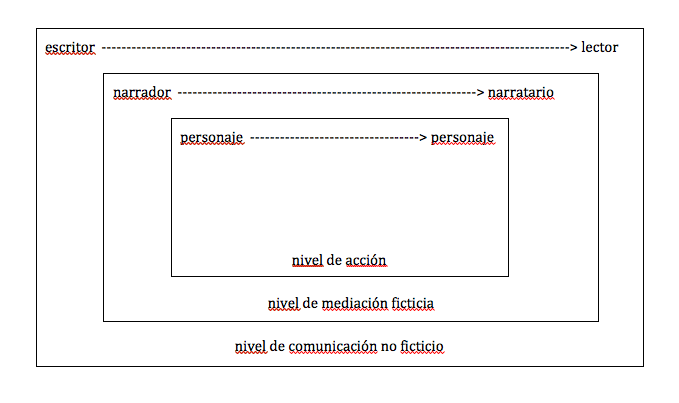 escritor ----------------------------------------------------------------------------------------------> lector
narrador ------------------------------------------------------------> narratario
personaje ----------------------------------> personaje
nivel de acción
nivel de mediación ficticia
nivel de comunicación no ficticio